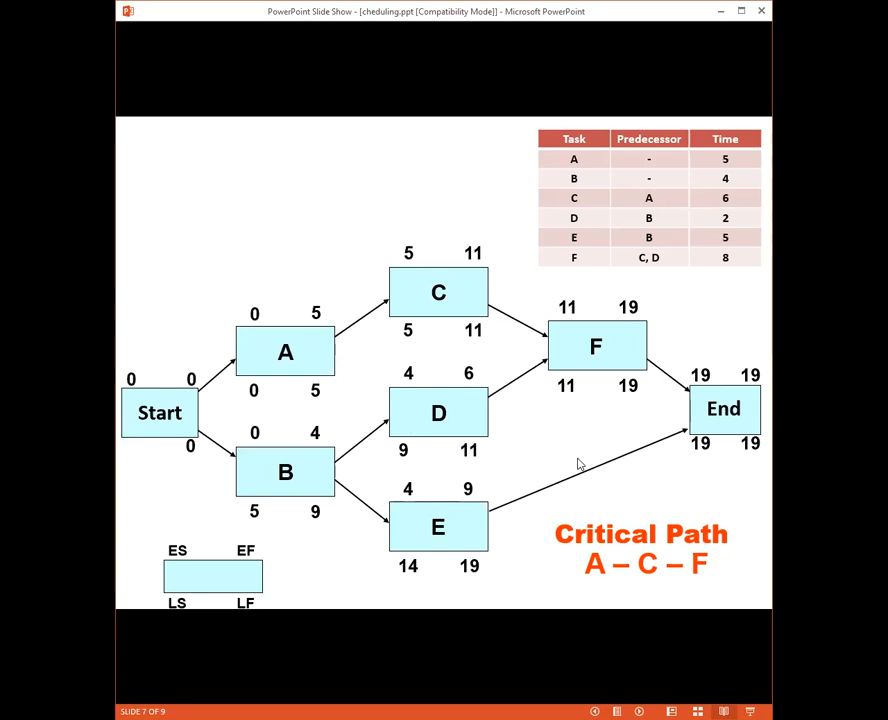 PowerPoint Slide Show - [cheduling.ppt [Compatibility Mode]] - Microsoft PowerPoint
Task Predecessor Time
A - 5
B - 4
C A 6
D B 2
E B 5
F C, D 8
5 11
C
5 11
0 5
A
0 5
11 19
F
11 19
4 6
D
9 11
0 0
Start
0
19 19
End
19 19
0 4
B
5 9
4 9
E
14 19
Critical Path
A – C – F
ES EF
LS LF
SLIDE 7 OF 9